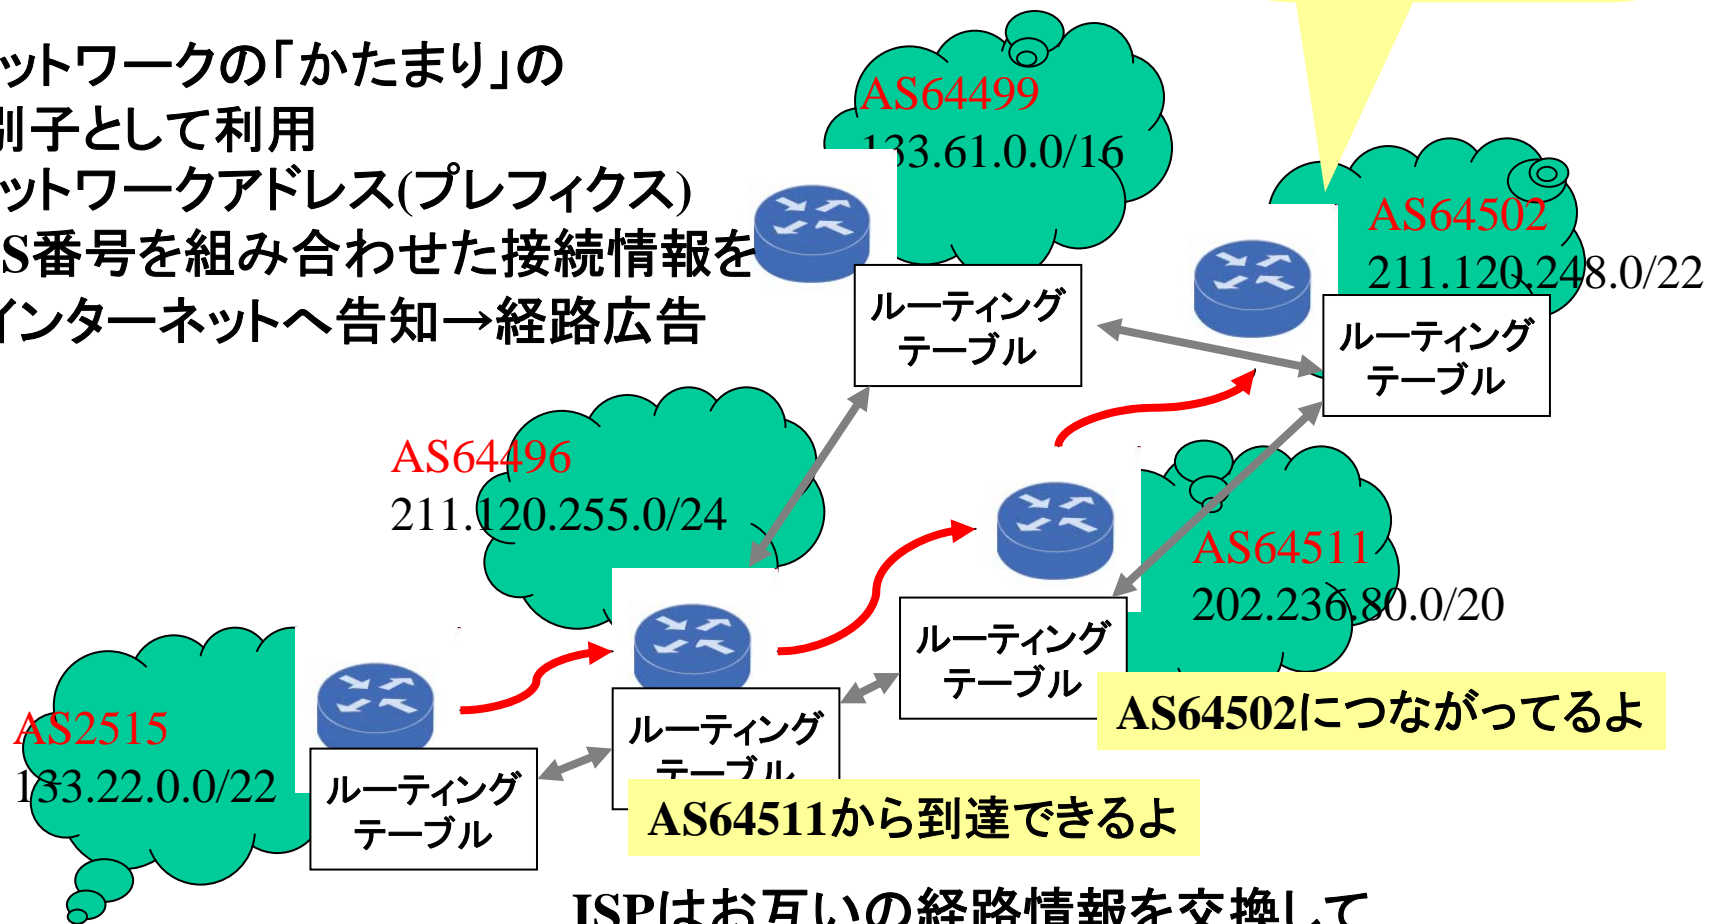 ットワークの「かたまり」の
別子として利用
ットワークアドレス(プレフィクス)
S番号を組み合わせた接続情報を
インターネットへ告知→経路広告
AS64499
133.61.0.0/16
ルーティング
テーブル
AS64502
211.120.248.0/22
ルーティング
テーブル
AS64496
211.120.255.0/24
ルーティング
テーブル
AS64511から到達できるよ
AS64511
202.236.80.0/20
ルーティング
テーブル
AS64502につながってるよ
AS2515
133.22.0.0/22
ルーティング
テーブル
ISPはお互いの経路情報を交換して